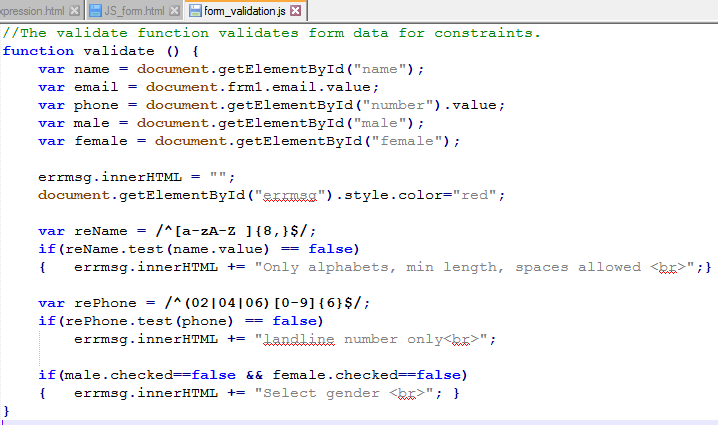 xpression.html JS_form.html form_validation.js
//The validate function validates form data for constraints.
function validate () {
    var name = document.getElementById("name");
    var email = document.frm1.email.value;
    var phone = document.getElementById("number").value;
    var male = document.getElementById("male");
    var female = document.getElementById("female");

    errmsg.innerHTML = "";
    document.getElementById("errmsg").style.color="red";

    var reName = /^[a-zA-Z ]{8,}$/;
    if(reName.test(name.value) == false)
    {   errmsg.innerHTML += "Only alphabets, min length, spaces allowed <br>";}

    var rePhone = /^(02|04|06)[0-9]{6}$/;
    if(rePhone.test(phone) == false)
        errmsg.innerHTML += "landline number only<br>";

    if(male.checked==false && female.checked==false)
    {   errmsg.innerHTML += "Select gender <br>"; }
}